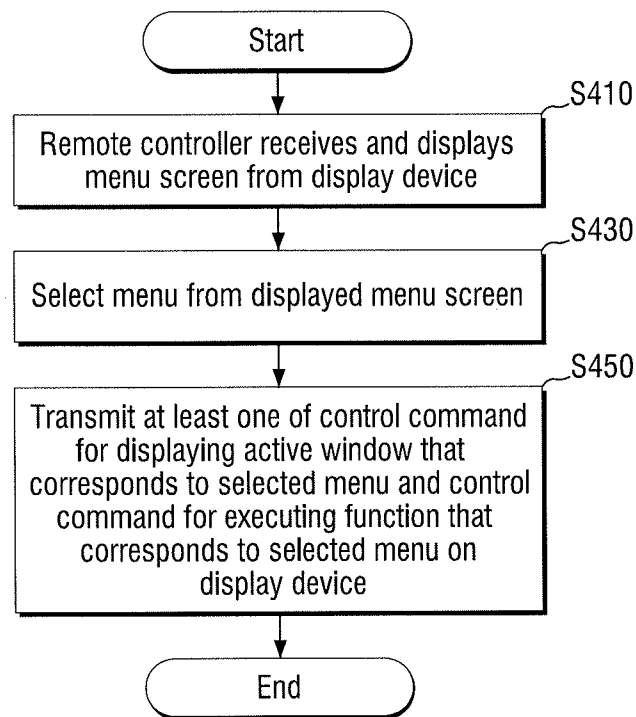 Start
S410
Remote controller receives and displays
menu screen from display device
S430
Select menu from displayed menu screen
S450
Transmit at least one of control command
for displaying active window that
corresponds to selected menu and control
command for executing function that
corresponds to selected menu on
display device
End